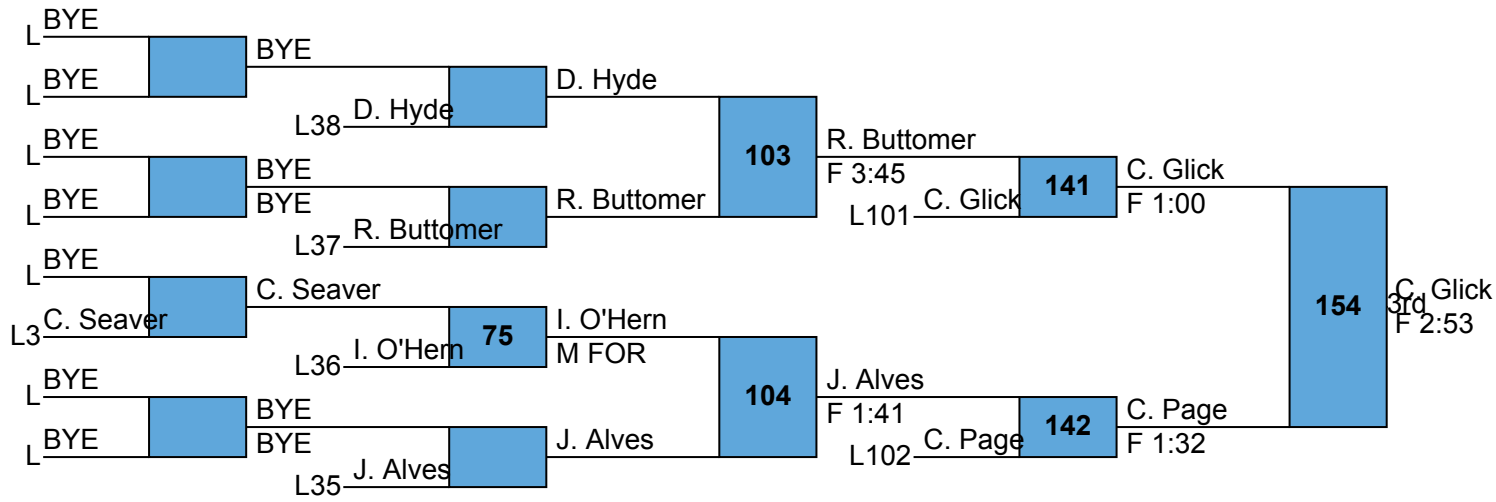 L BYE
L BYE
BYE
L38 D. Hyde
D. Hyde
L BYE
L BYE
BYE
BYE
L37 R. Buttomer
R. Buttomer
103
R. Buttomer
F 3:45
L101 C. Glick
141
C. Glick
F 1:00
L BYE
L3 C. Seaver
C. Seaver
L36 I. O'Hern
75
I. O'Hern
M FOR
L BYE
L BYE
BYE
BYE
L35 J. Alves
J. Alves
104
J. Alves
F 1:41
L102 C. Page
142
C. Page
F 1:32
154
3rd
C. Glick
F 2:53